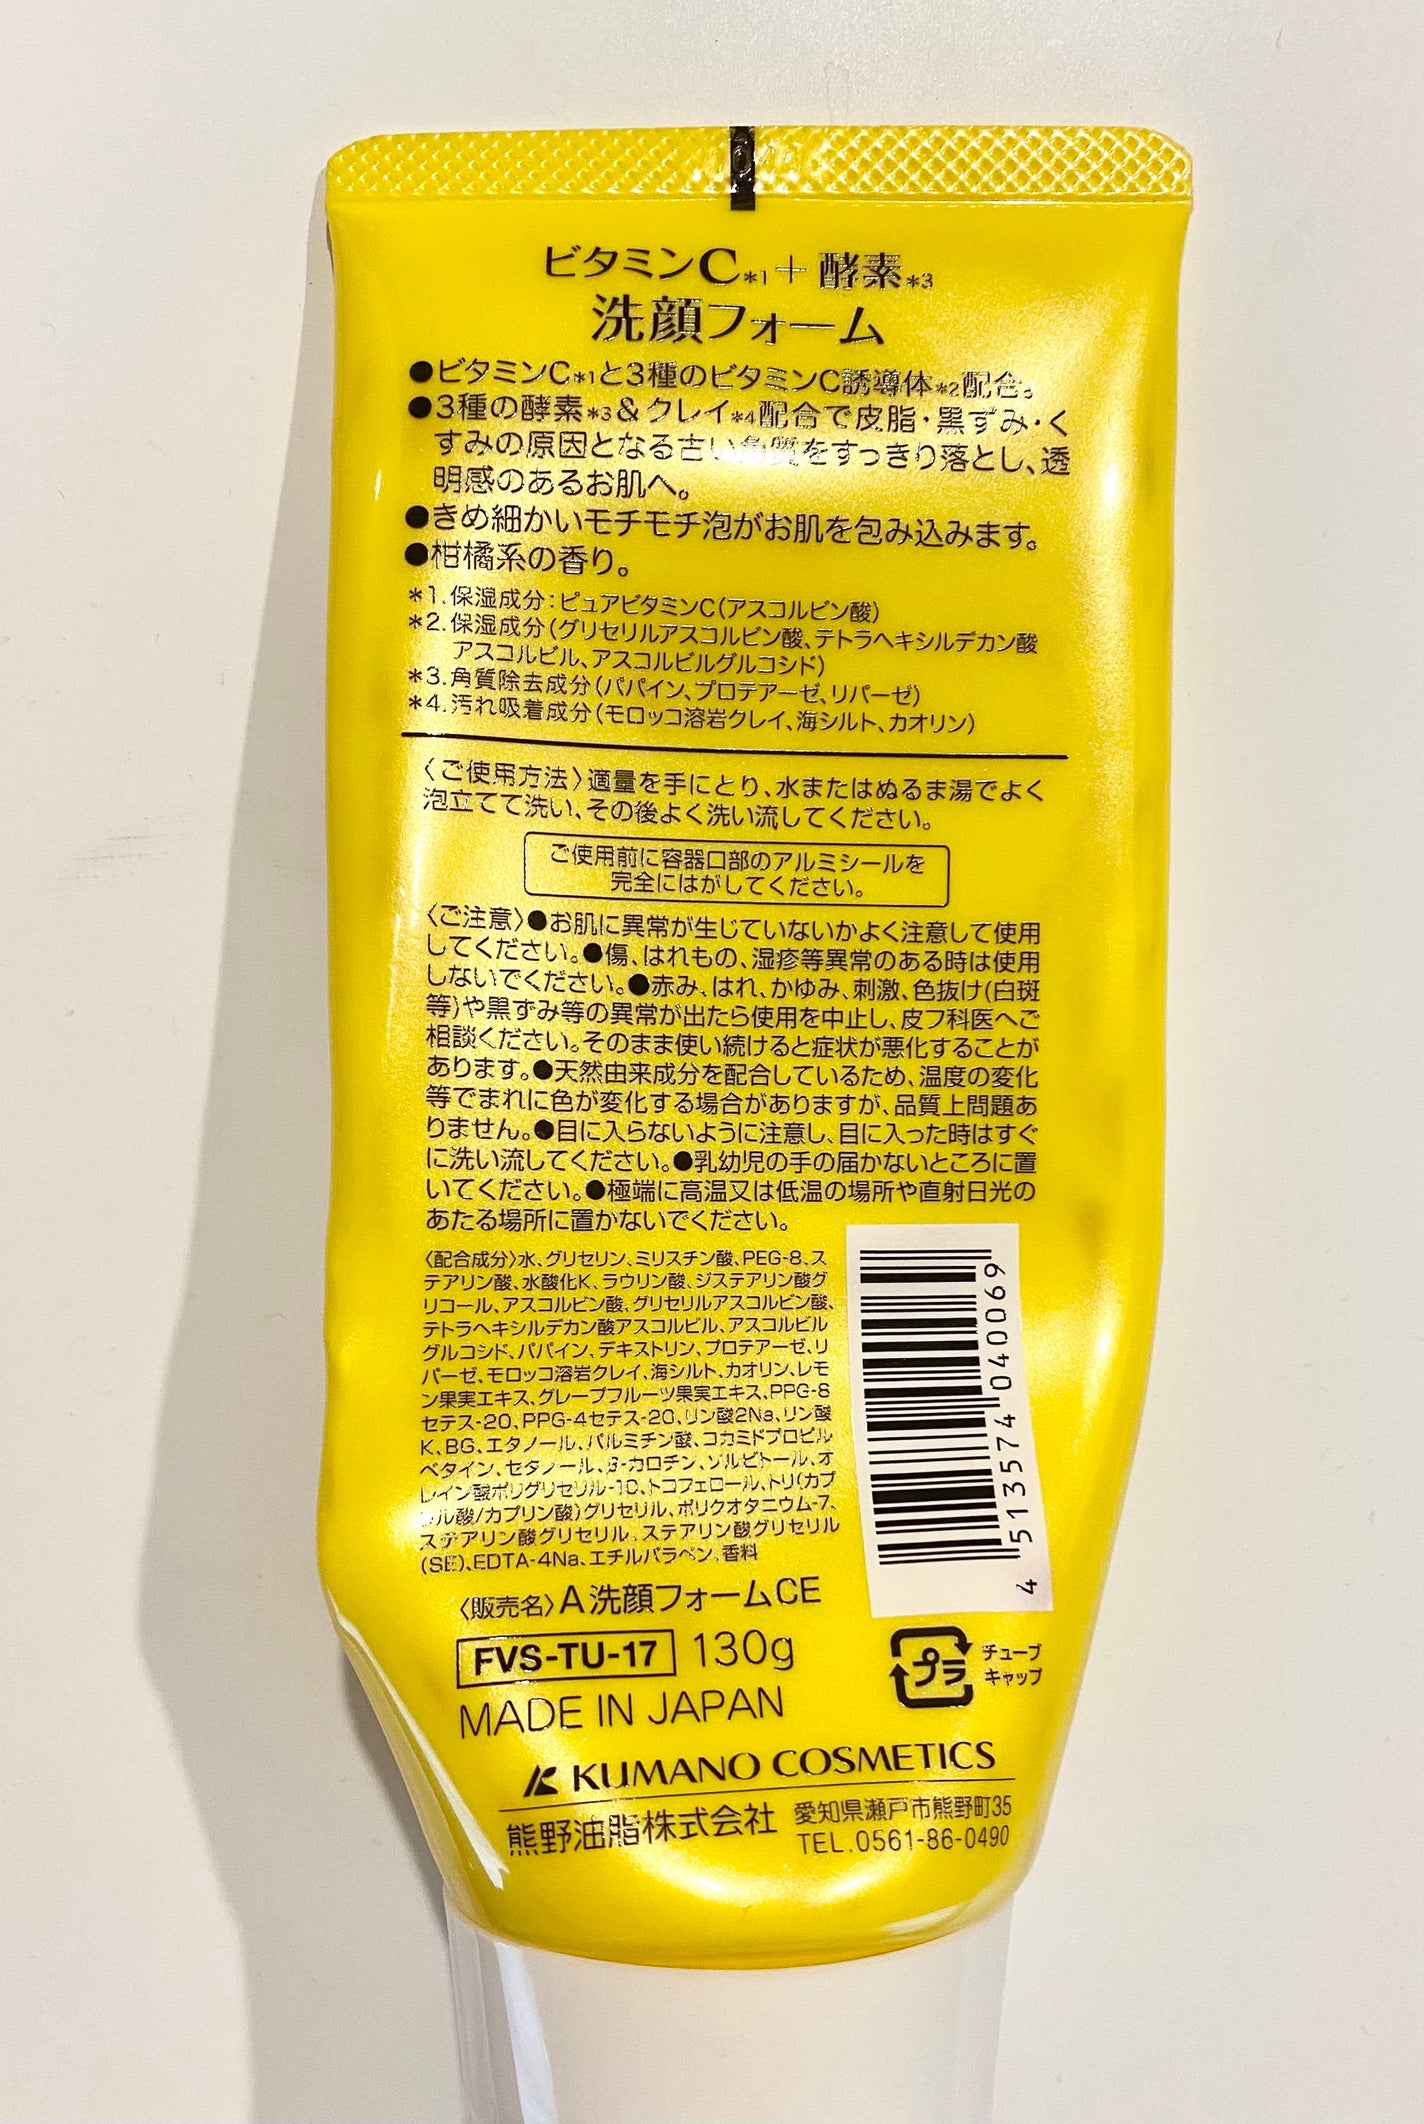 ビタミンC*1+酵素*3
洗顔フォーム
●ビタミンC*1と3種のビタミンC誘導体*2配合。
●3種の酵素*3&クレイ*4配合で皮脂・黒ずみ・く
すみの原因となる古い角質をすっきり落とし、透
明感のあるお肌へ。
●きめ細かいモチモチ泡がお肌を包み込みます。
●柑橘系の香り。
*1.保湿成分:ピュアビタミンC(アスコルビン酸)
*2.保湿成分(グリセリルアスコルビン酸、テトラヘキシルデカン酸
アスコルビル、アスコルビルグルコシド)
*3.角質除去成分(パパイン、プロテアーゼ、リパーゼ)
*4.汚れ吸着成分(モロッコ溶岩クレイ、海シルト、カオリン)
〈ご使用方法〉適量を手にとり、水またはぬるま湯でよく
泡立てて洗い、その後よく洗い流してください。
ご使用前に容器口部のアルミシールを
完全にはがしてください。
〈ご注意〉●お肌に異常が生じていないかよく注意して使用
してください。●傷、はれもの、湿疹等異常のある時は使用
しないでください。●赤み、はれ、かゆみ、刺激、色抜け(白斑
等)や黒ずみ等の異常が出たら使用を中止し、皮フ科医へご
相談ください。そのまま使い続けると症状が悪化することが
あります。●天然由来成分を配合しているため、温度の変化
等でまれに色が変化する場合がありますが、品質上問題あ
りません。●目に入らないように注意し、目に入った時はすぐ
に洗い流してください。●乳幼児の手の届かないところに置
いてください。●極端に高温又は低温の場所や直射日光の
あたる場所に置かないでください。
〈配合成分〉水、グリセリン、ミリスチン酸、PEG-8、ス
テアリン酸、水酸化K、ラウリン酸、ジステアリン酸グ
リコール、アスコルビン酸、グリセリルアスコルビン酸、
テトラヘキシルデカン酸アスコルビル、アスコルビル
グルコシド、パパイン、デキストリン、プロテアーゼ、リ
パーゼ、モロッコ溶岩クレイ、海シルト、カオリン、レモ
ン果実エキス、グレープフルーツ果実エキス、PPG-8
セテス-20、PPG-4セテス-20、リン酸2Na、リン酸
K、BG、エタノール、パルミチン酸、コカミドプロピル
ベタイン、セタノール、β-カロチン、ソルビトール、オ
レイン酸ポリグリセリル-10、トコフェロール、トリ(カプ
リル酸/カプリン酸)グリセリル、ポリクオタニウム-7、
ステアリン酸グリセリル、ステアリン酸グリセリル
(SE)、EDTA-4Na、エチルパラベン、香料
4 513574 040069
〈販売名〉A洗顔フォームCE
FVS-TU-17 130g
MADE IN JAPAN
プラ チューブ
キャップ
KUMANO COSMETICS
熊野油脂株式会社 愛知県瀬戸市熊野町35
TEL.0561-86-0490